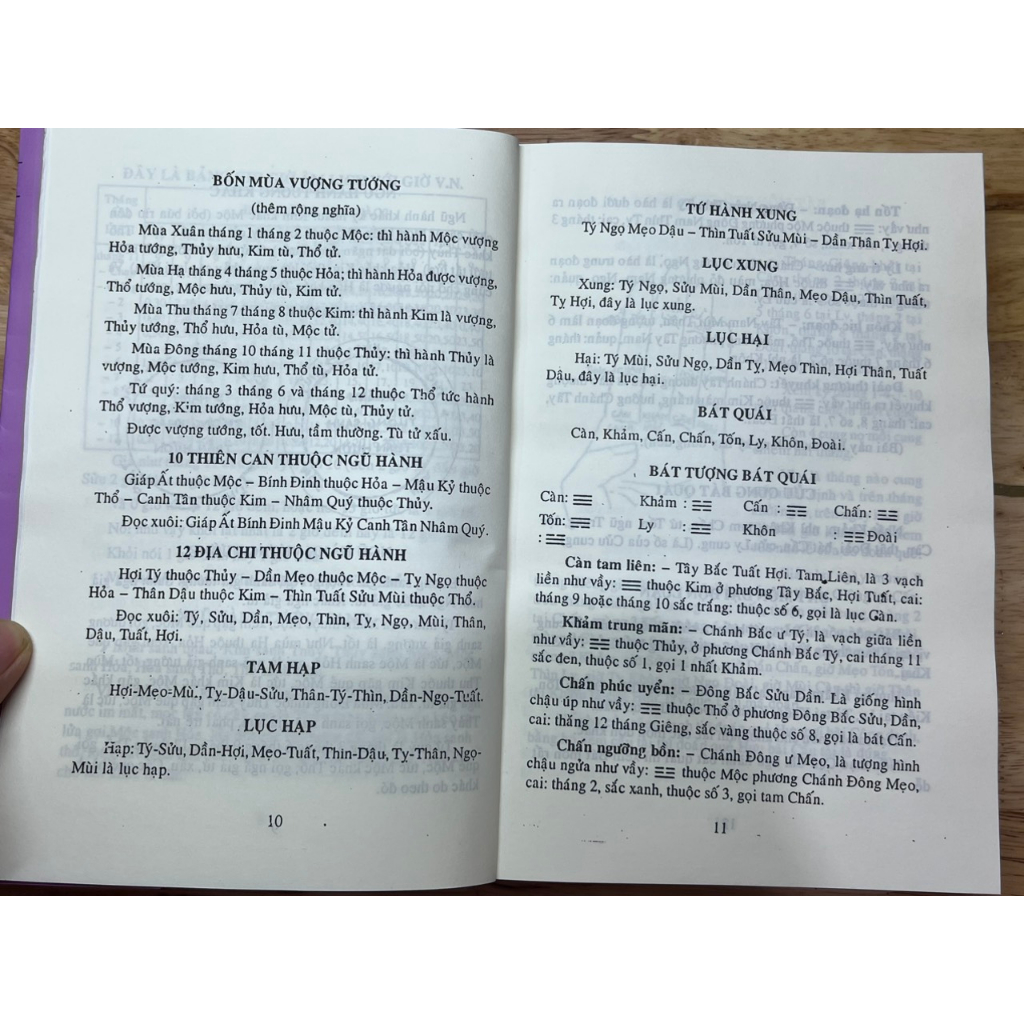 BỐN MÙA VƯỢNG TƯỚNG
(thêm rộng nghĩa)
Mùa Xuân tháng 1 tháng 2 thuộc Mộc: thì hành Mộc vượng
Hỏa tướng, Thủy hưu, Kim tù, Thổ tử.
Mùa Hạ tháng 4 tháng 5 thuộc Hỏa; thì hành Hỏa được vượng,
Thổ tướng, Mộc hưu, Thủy tù, Kim tử.
Mùa Thu tháng 7 tháng 8 thuộc Kim: thì hành Kim là vượng,
Thủy tướng, Thổ hưu, Hỏa tù, Mộc tử.
Mùa Đông tháng 10 tháng 11 thuộc Thủy: thì hành Thủy là
vượng, Mộc tướng, Kim hưu, Thổ tù, Hỏa tử.
Tứ quý: tháng 3 tháng 6 và tháng 12 thuộc Thổ tức hành
Thổ vượng, Kim tướng, Hỏa hưu, Mộc tù, Thủy tử.
Được vượng tướng, tốt. Hưu, tầm thường. Tù tử xấu.
10 THIÊN CAN THUỘC NGŨ HÀNH
Giáp Ất thuộc Mộc – Bính Đinh thuộc Hỏa – Mậu Kỷ thuộc
Thổ – Canh Tân thuộc Kim – Nhâm Quý thuộc Thủy.
Đọc xuôi: Giáp Ất Bính Đinh Mậu Kỷ Canh Tân Nhâm Quý.
12 ĐỊA CHI THUỘC NGŨ HÀNH
Hợi Tý thuộc Thủy – Dần Mẹo thuộc Mộc – Tỵ Ngọ thuộc
Hỏa – Thân Dậu thuộc Kim – Thìn Tuất Sửu Mùi thuộc Thổ.
Đọc xuôi: Tý, Sửu, Dần, Mẹo, Thìn, Tỵ, Ngọ, Mùi, Thân,
Dậu, Tuất, Hợi.
TAM HẠP
Hợi-Mẹo-Mùi, Tỵ-Dậu-Sửu, Thân-Tý-Thìn, Dần-Ngọ-Tuất.
LỤC HẠP
Hạp: Tý-Sửu, Dần-Hợi, Mẹo-Tuất, Thìn-Dậu, Tỵ-Thân, Ngọ-
Mùi là lục hạp.
10
TỨ HÀNH XUNG
Tý Ngọ Mẹo Dậu – Thìn Tuất Sửu Mùi – Dần Thân Tỵ Hợi.
LỤC XUNG
Xung: Tý Ngọ, Sửu Mùi, Dần Thân, Mẹo Dậu, Thìn Tuất,
Tỵ Hợi, đây là lục xung.
LỤC HẠI
Hại: Tý Mùi, Sửu Ngọ, Dần Tỵ, Mẹo Thìn, Hợi Thân, Tuất
Dậu, đây là lục hại.
BÁT QUÁI
Càn, Khảm, Cấn, Chấn, Tốn, Ly, Khôn, Đoài.
BÁT TƯỢNG BÁT QUÁI
Càn: Khảm : Cấn : Chấn:
Tốn: Ly : Khôn : Đoài
:
Càn tam liên: – Tây Bắc Tuất Hợi. Tam Liên, là 3 vạch
liền như vầy: thuộc Kim ở phương Tây Bắc, Hợi Tuất, cai:
tháng 9 hoặc tháng 10 sắc trắng: thuộc số 6, gọi là lục Càn.
Khảm trung mãn: – Chánh Bắc ư Tý, là vạch giữa liền
như vầy: thuộc Thủy, ở phương Chánh Bắc Tý, cai tháng 11
sắc đen, thuộc số 1, gọi 1 nhất Khảm.
Chấn phúc uyển: – Đông Bắc Sửu Dần. Là giống hình
chậu úp như vầy: thuộc Thổ ở phương Đông Bắc Sửu, Dần,
cai: tháng 12 tháng Giêng, sắc vàng thuộc số 8, gọi là bát Cấn.
Chấn ngưỡng bồn: – Chánh Đông ư Mẹo, là tượng hình
chậu ngửa như vầy: thuộc Mộc phương Chánh Đông Mẹo,
cai: tháng 2, sắc xanh, thuộc số 3, gọi tam Chấn.
11